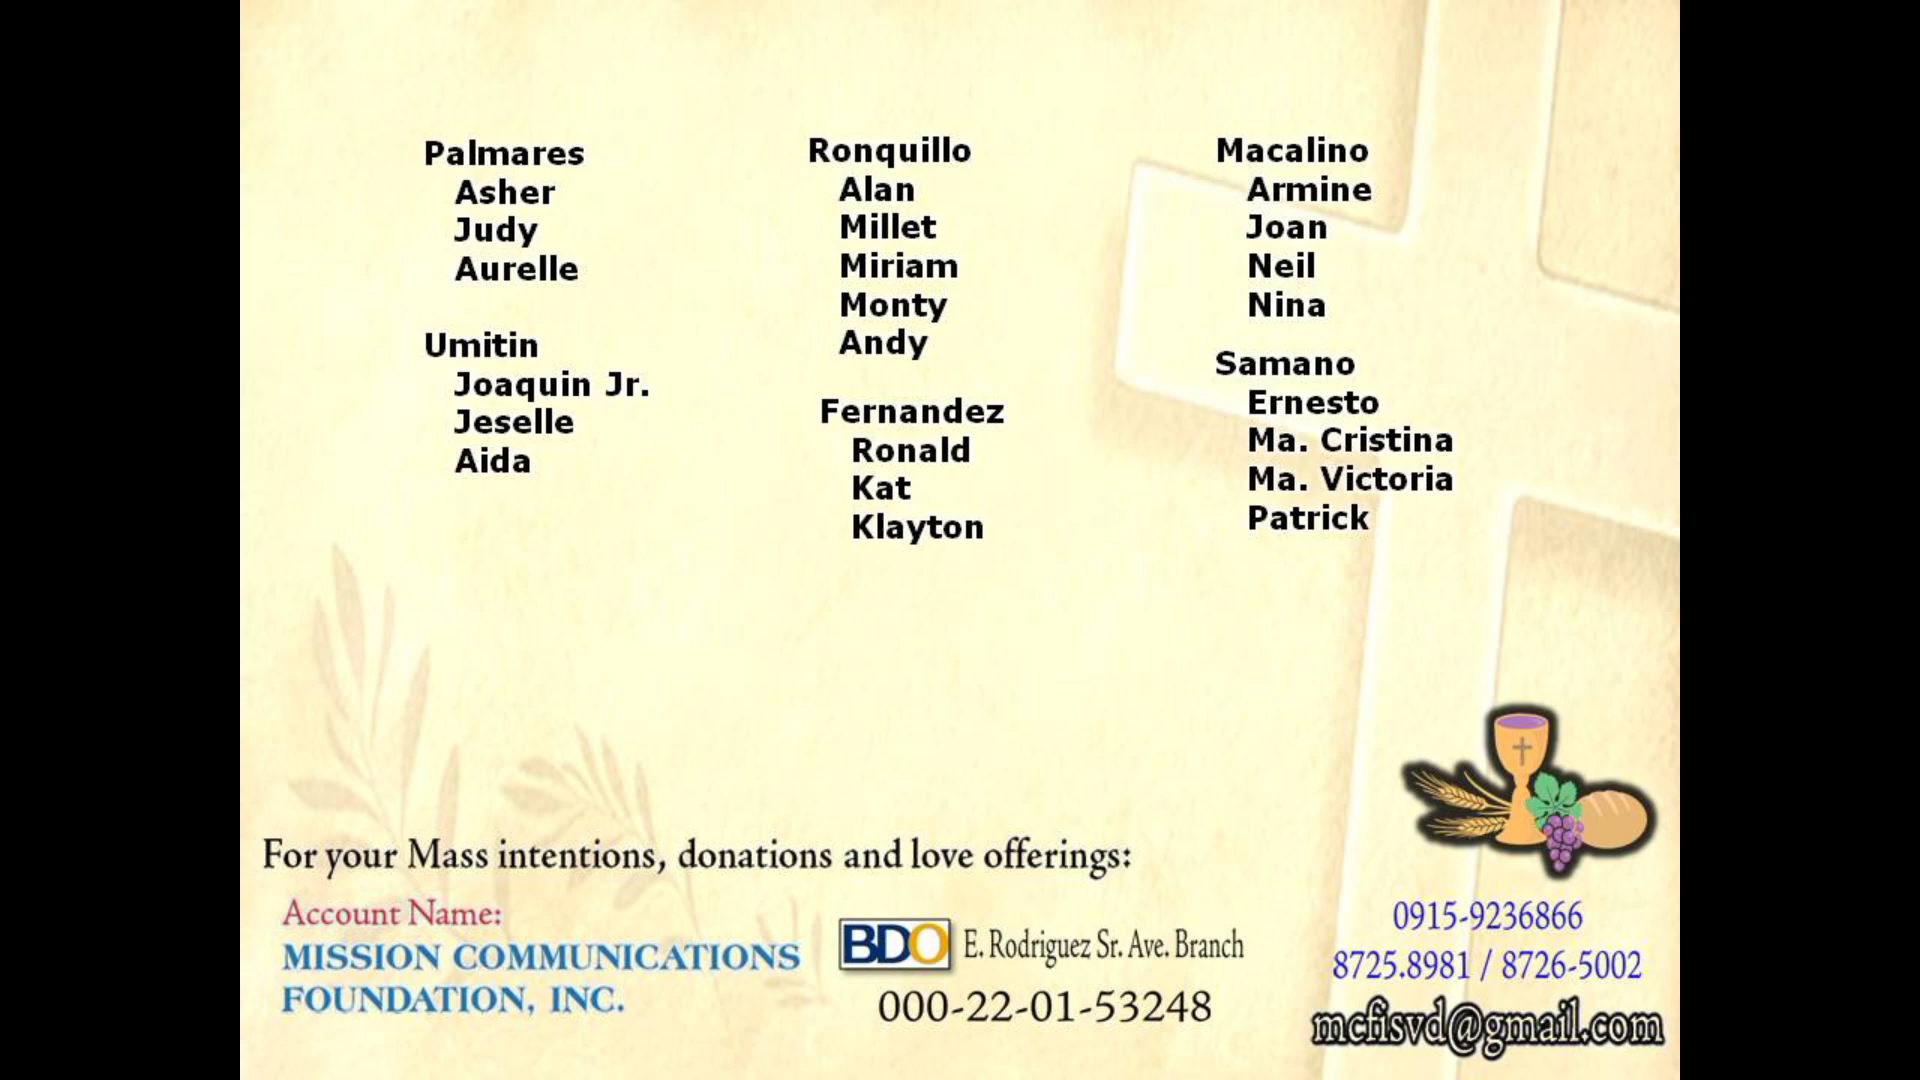 Palmares
Asher
Judy
Aurelle
Umitin
Joaquin Jr.
Jeselle
Aida
Ronquillo
Alan
Millet
Miriam
Monty
Andy
Fernandez
Ronald
Kat
Klayton
Macalino
Armine
Joan
Neil
Nina
Samano
Ernesto
Ma. Cristina
Ma. Victoria
Patrick
For your Mass intentions, donations and love offerings:
Account Name:
MISSION COMMUNICATIONS
FOUNDATION, INC.
BDO E. Rodriguez Sr. Ave. Branch
000-22-01-53248
0915-9236866
8725.8981 / 8726-5002
mcfisvd@gmail.com